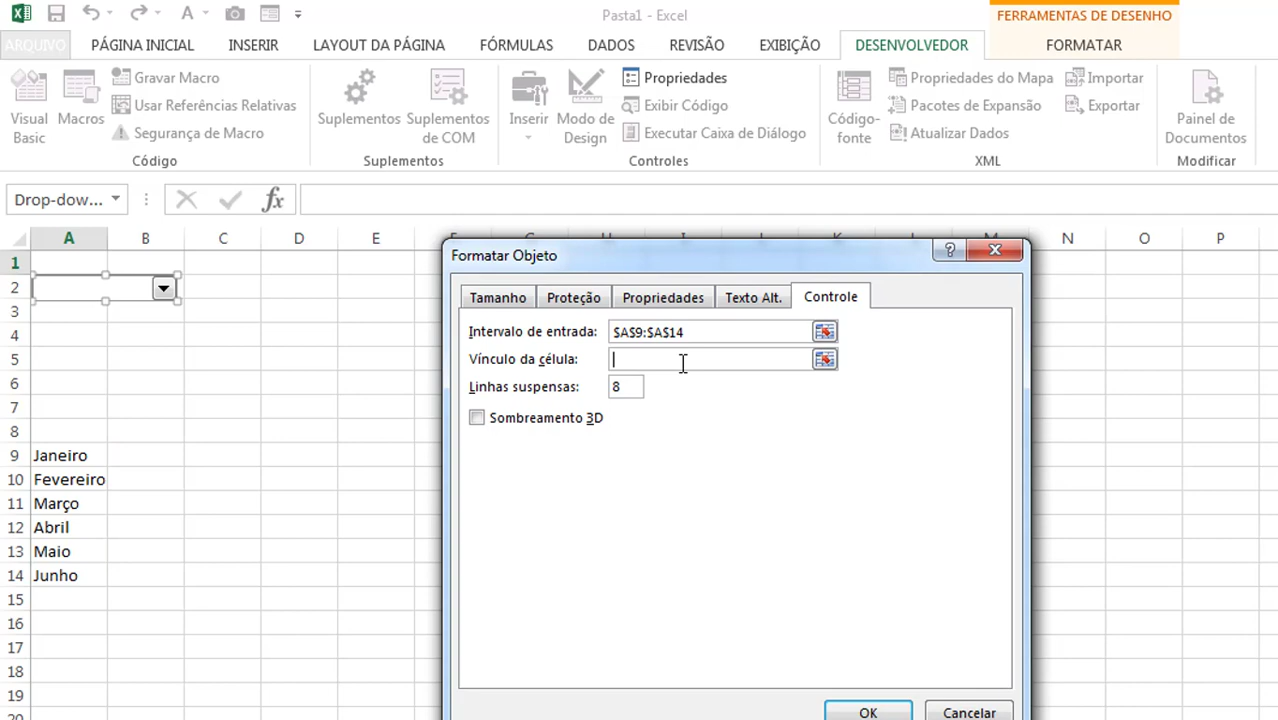 Pasta1 - Excel
FERRAMENTAS DE DESENHO
ARQUIVO PÁGINA INICIAL INSERIR LAYOUT DA PÁGINA FÓRMULAS DADOS REVISÃO EXIBIÇÃO DESENVOLVEDOR FORMATAR
Visual Basic
Macros
Gravar Macro
Usar Referências Relativas
Segurança de Macro
Código
Suplementos
Suplementos de COM
Suplementos
Inserir
Modo de Design
Propriedades
Exibir Código
Executar Caixa de Diálogo
Controles
Código-fonte
Propriedades do Mapa
Pacotes de Expansão
Atualizar Dados
Importar
Exportar
XML
Painel de Documentos
Modificar
Drop-dow... fx
A B C D E F G H I J K L M N O P
1
2
3
4
5
6
7
8
9 Janeiro
10 Fevereiro
11 Março
12 Abril
13 Maio
14 Junho
15
16
17
18
19
20
Formatar Objeto
?
Tamanho Proteção Propriedades Texto Alt. Controle
Intervalo de entrada: $A$9:$A$14
Vínculo da célula:
Linhas suspensas: 8
Sombreamento 3D
OK Cancelar